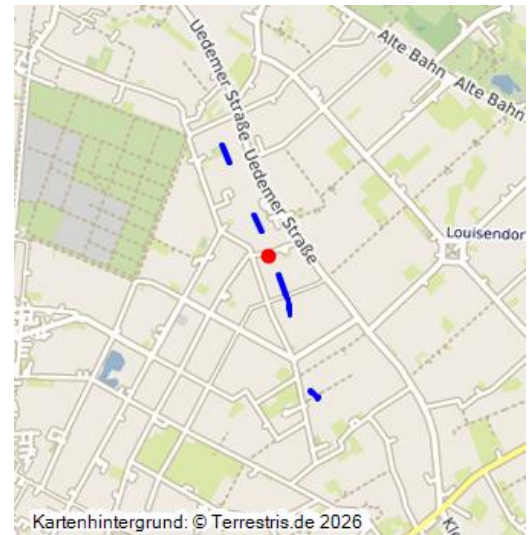 Uedemer Straße
Alte Bahn
Alte Bahn
Uedemer Straße
Louisendorf
Kartenhintergrund: © Terrestris.de 2026